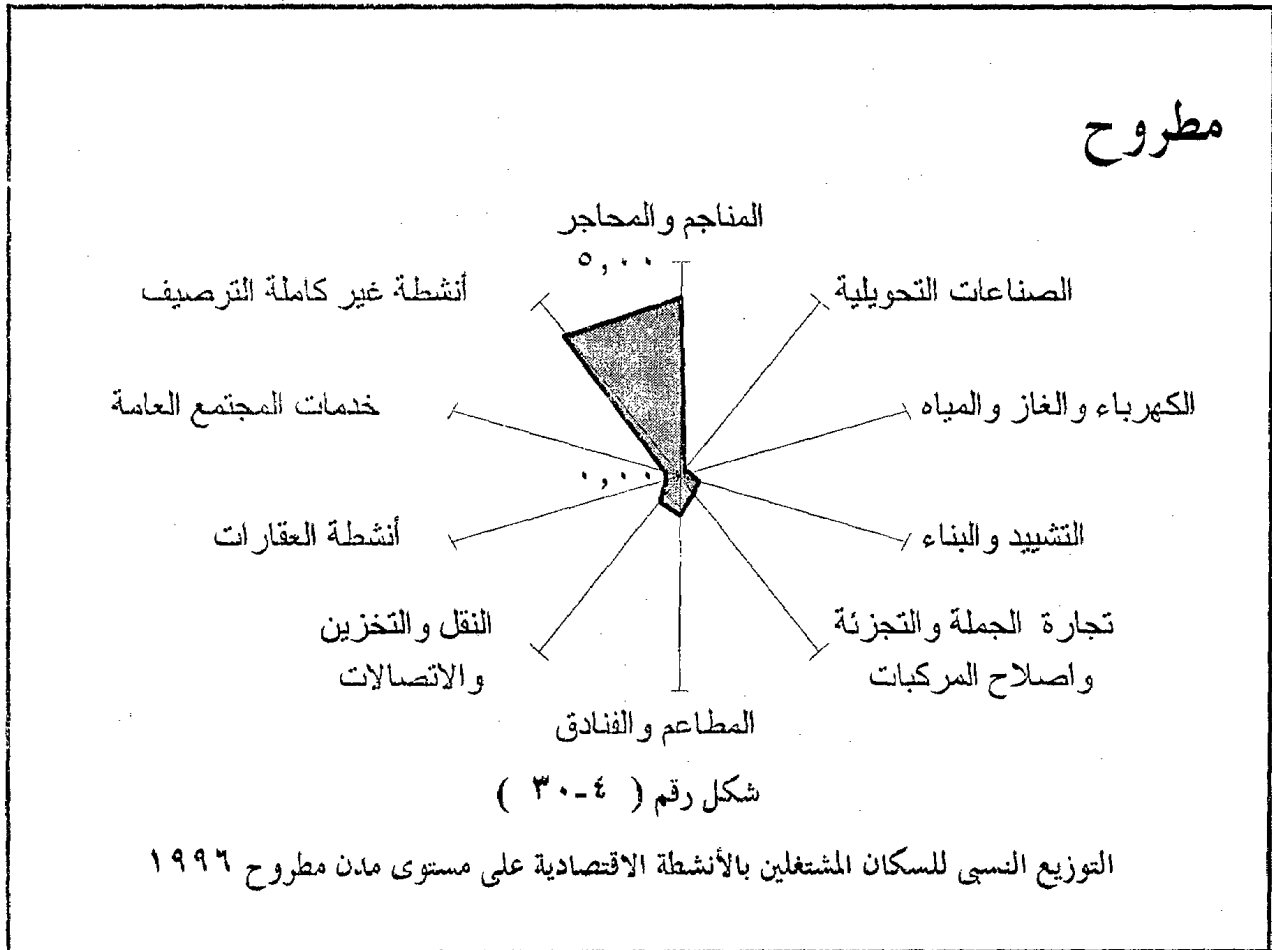 مطروح
المناجم والمحاجر
٥,٠٠
أنشطة غير كاملة الترصيف
الصناعات التحويلية
خدمات المجتمع العامة
الكهرباء والغاز والمياه
٠,٠٠
أنشطة العقارات
التشييد والبناء
النقل والتخزين
والاتصالات
تجارة الجملة والتجزئة
واصلاح المركبات
المطاعم والفنادق
شكل رقم ( ٤-٣٠ )
التوزيع النسبى للسكان المشتغلين بالأنشطة الاقتصادية على مستوى مدن مطروح ١٩٩٦